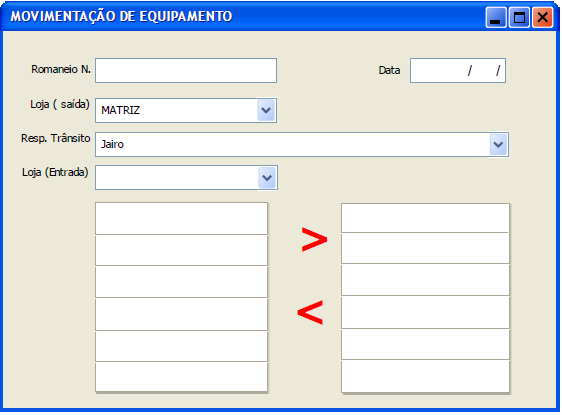 MOVIMENTAÇÃO DE EQUIPAMENTO
Romaneio N.
Data / /
Loja ( saída) MATRIZ
Resp. Trânsito Jairo
Loja (Entrada)
>
<